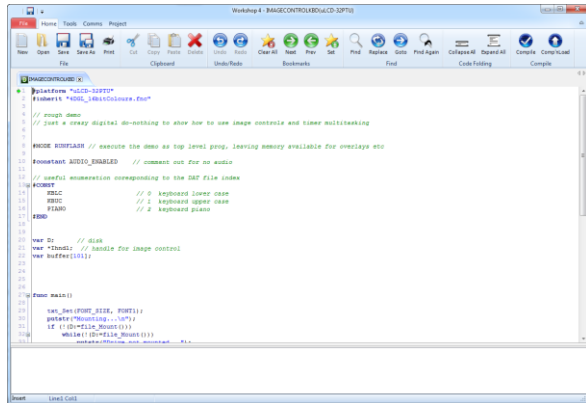 Workshop 4 - [IMAGECONTROLKBD(uLCD-32PTU)]
File Home Tools Comms Project
New Open Save Save As Print Cut Copy Paste Delete Undo Redo Clear All Next Prev Set Find Replace Goto Find Again Collapse All Expand All Compile Comp'nLoad
File Clipboard Undo/Redo Bookmarks Find Code Folding Compile
IMAGECONTROLKBD
1 #platform "uLCD-32PTU"
2 #inherit "4DGL_16bitColours.fnc"
3
4 // rough demo
5 // just a crazy digital do-nothing to show how to use image controls and timer multitasking
6
7
8 #MODE RUNFLASH // execute the demo as top level prog, leaving memory available for overlays etc
9
10 #constant AUDIO_ENABLED // comment out for no audio
11
12 // useful enumeration coresponding to the DAT file index
13 #CONST
14 KBLC // 0 keyboard lower case
15 KBUC // 1 keyboard upper case
16 PIANO // 2 keyboard piano
17 #END
18
19
20 var D; // disk
21 var *Ihndl; // handle for image control
22 var buffer[101];
23
24
25
26
27 func main()
28
29 txt_Set(FONT_SIZE, FONT1);
30 putstr("Mounting...\n");
31 if (!(D:=file_Mount()))
32 while(!(D:=file_Mount()))
putstr("Drive not mounted...");
Insert Line1 Col1